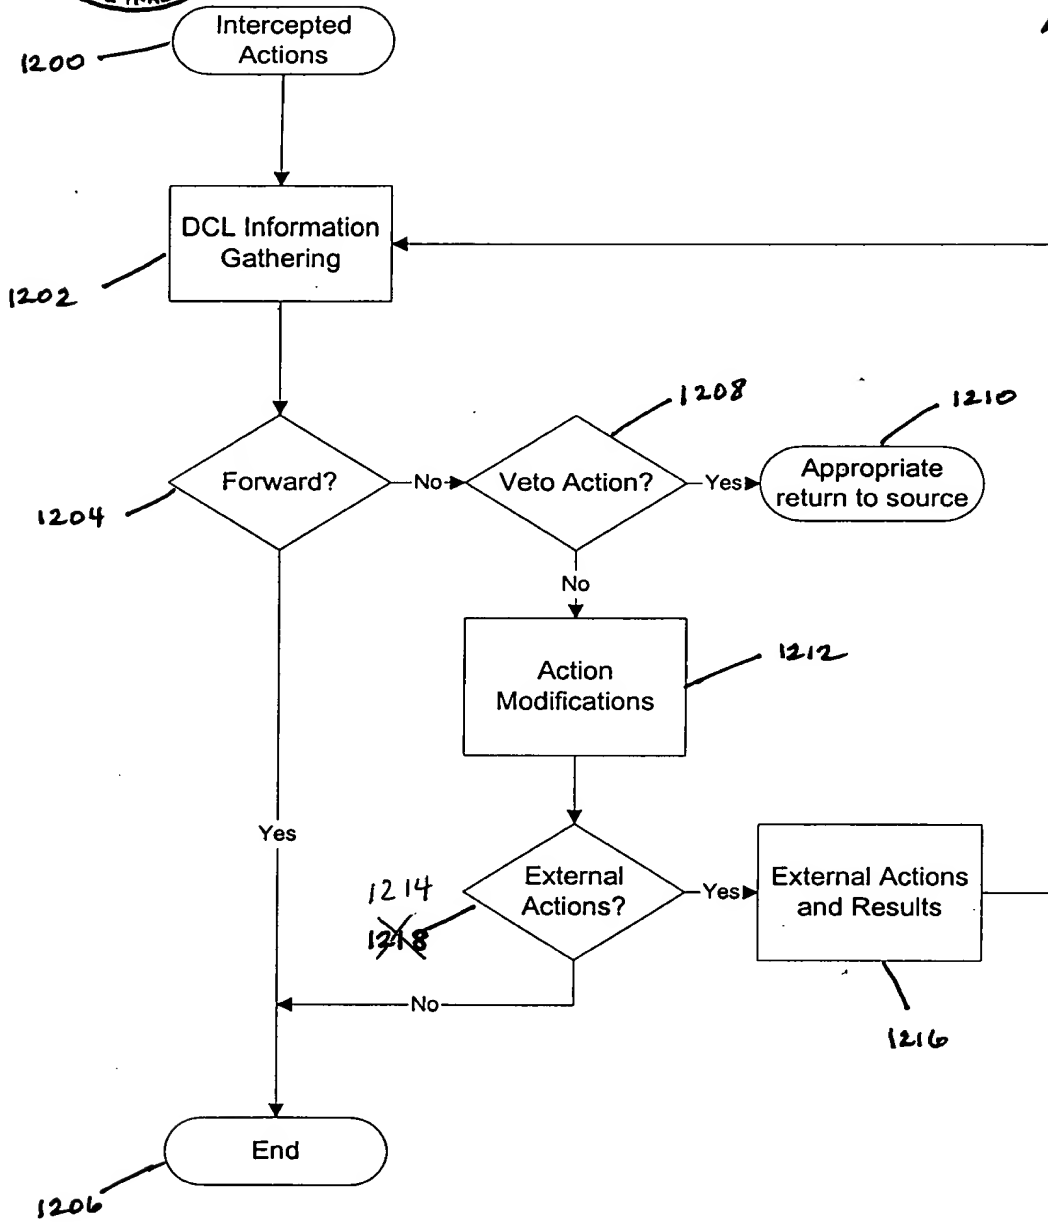 Intercepted
Actions
1200
DCL Information
Gathering
1202
1208
1210
Forward?
No
Veto Action?
Yes
Appropriate
return to source
1204
No
Action
Modifications
1212
Yes
1214
1218
External
Actions?
Yes
External Actions
and Results
No
1216
End
1206